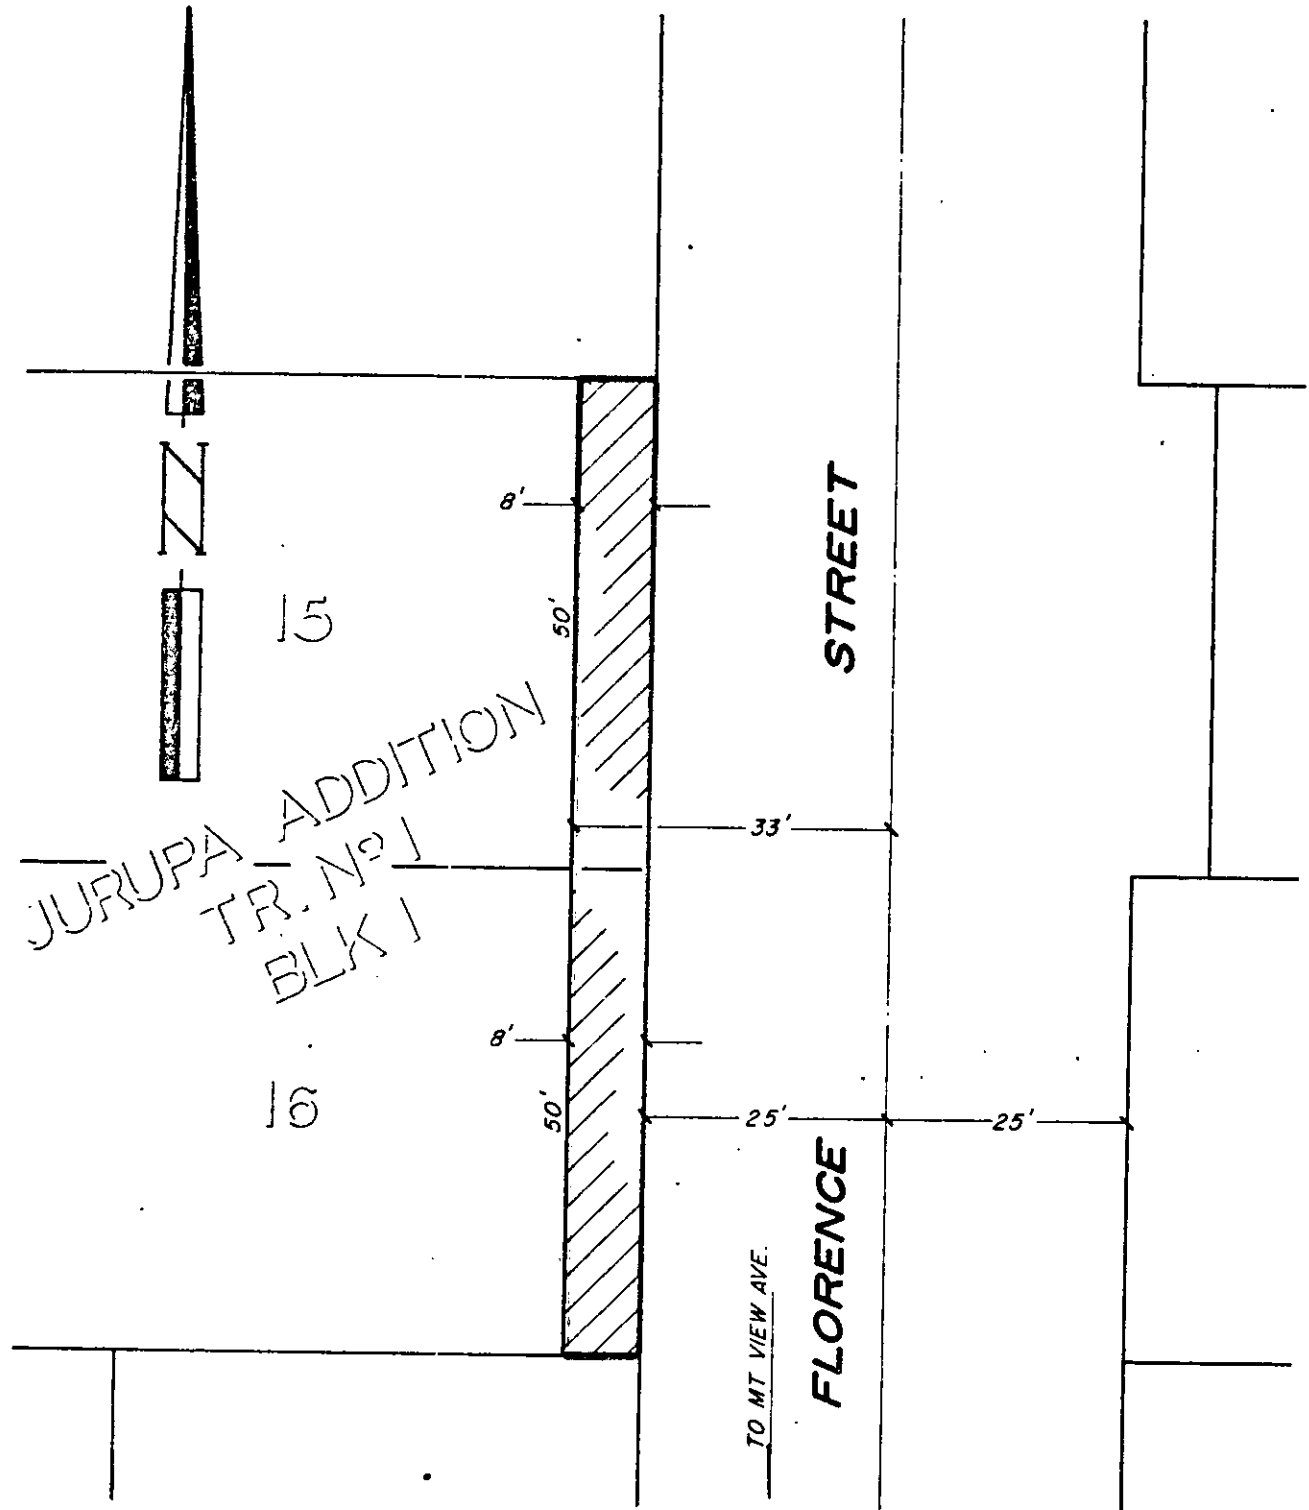 N
8'
50'
15
STREET
JURUPA ADDITION
TR. Nº 1
BLK 1
33'
8'
50'
16
25'
25'
FLORENCE
TO MT VIEW AVE.